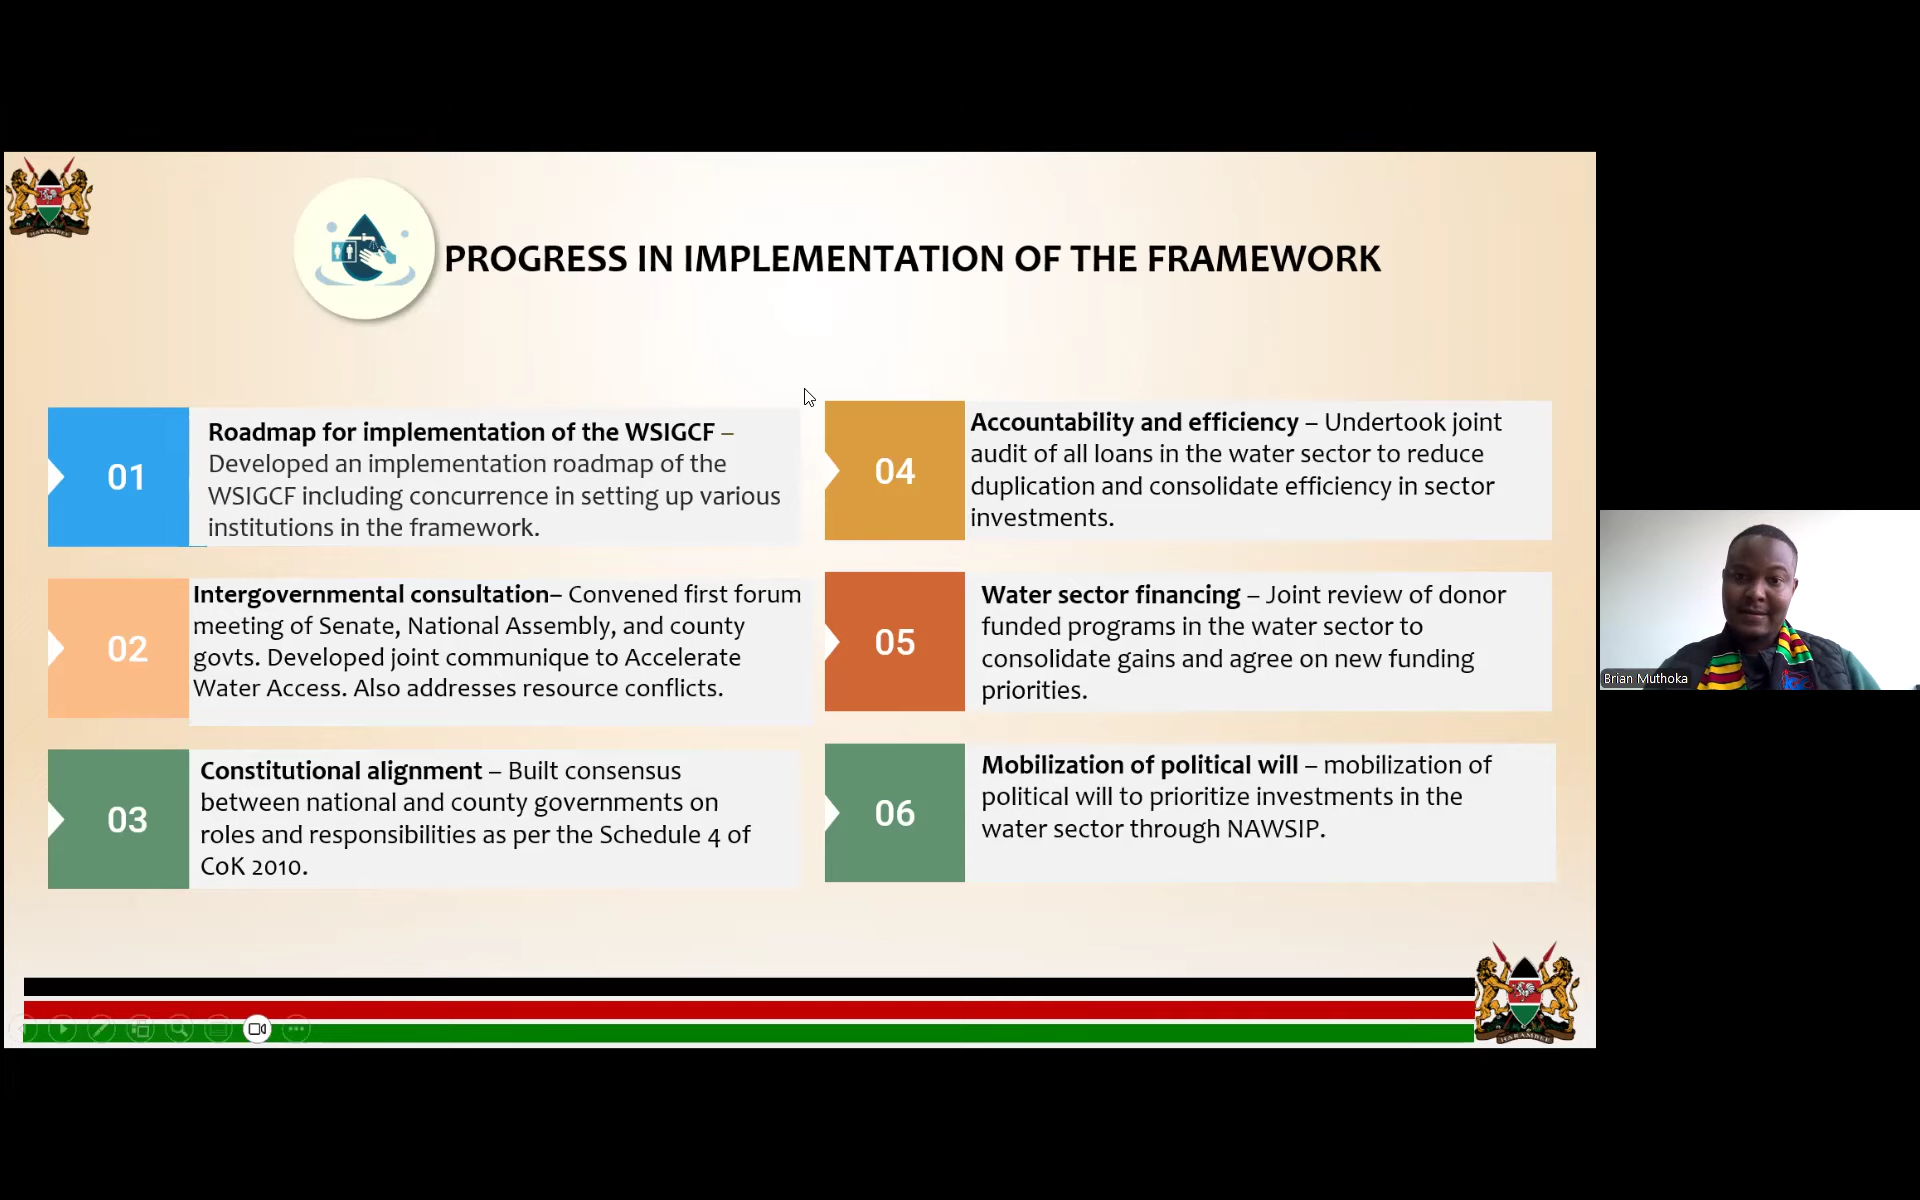 PROGRESS IN IMPLEMENTATION OF THE FRAMEWORK
01
Roadmap for implementation of the WSIGCF –
Developed an implementation roadmap of the
WSIGCF including concurrence in setting up various
institutions in the framework.
02
Intergovernmental consultation– Convened first forum
meeting of Senate, National Assembly, and county
govts. Developed joint communique to Accelerate
Water Access. Also addresses resource conflicts.
03
Constitutional alignment – Built consensus
between national and county governments on
roles and responsibilities as per the Schedule 4 of
CoK 2010.
04
Accountability and efficiency – Undertook joint
audit of all loans in the water sector to reduce
duplication and consolidate efficiency in sector
investments.
05
Water sector financing – Joint review of donor
funded programs in the water sector to
consolidate gains and agree on new funding
priorities.
06
Mobilization of political will – mobilization of
political will to prioritize investments in the
water sector through NAWSIP.
HARAMBEE
Brian Muthoka